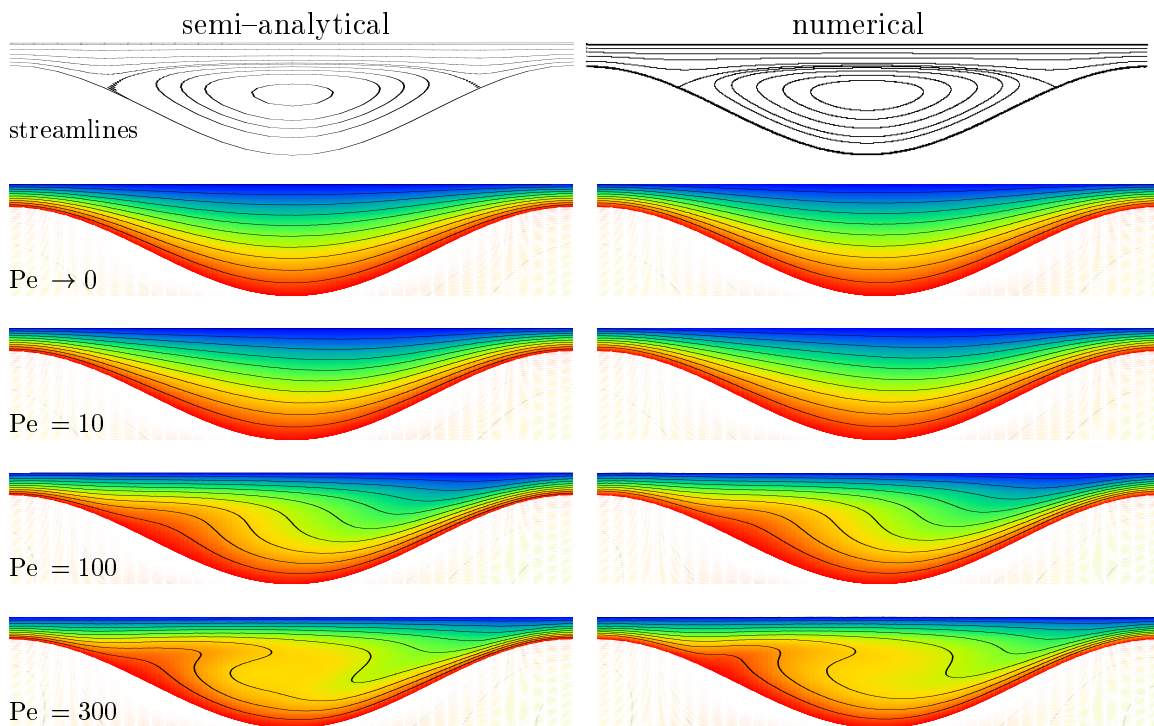 semi–analytical
numerical
streamlines
Pe → 0
Pe = 10
Pe = 100
Pe = 300